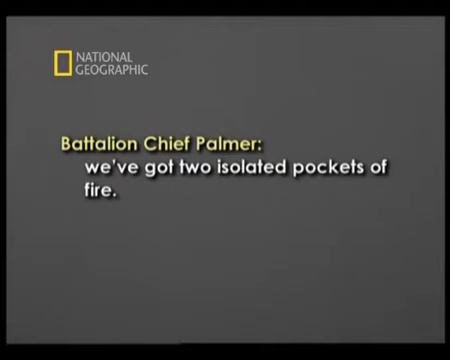 NATIONAL
GEOGRAPHIC
Battalion Chief Palmer:
we've got two isolated pockets of
fire.